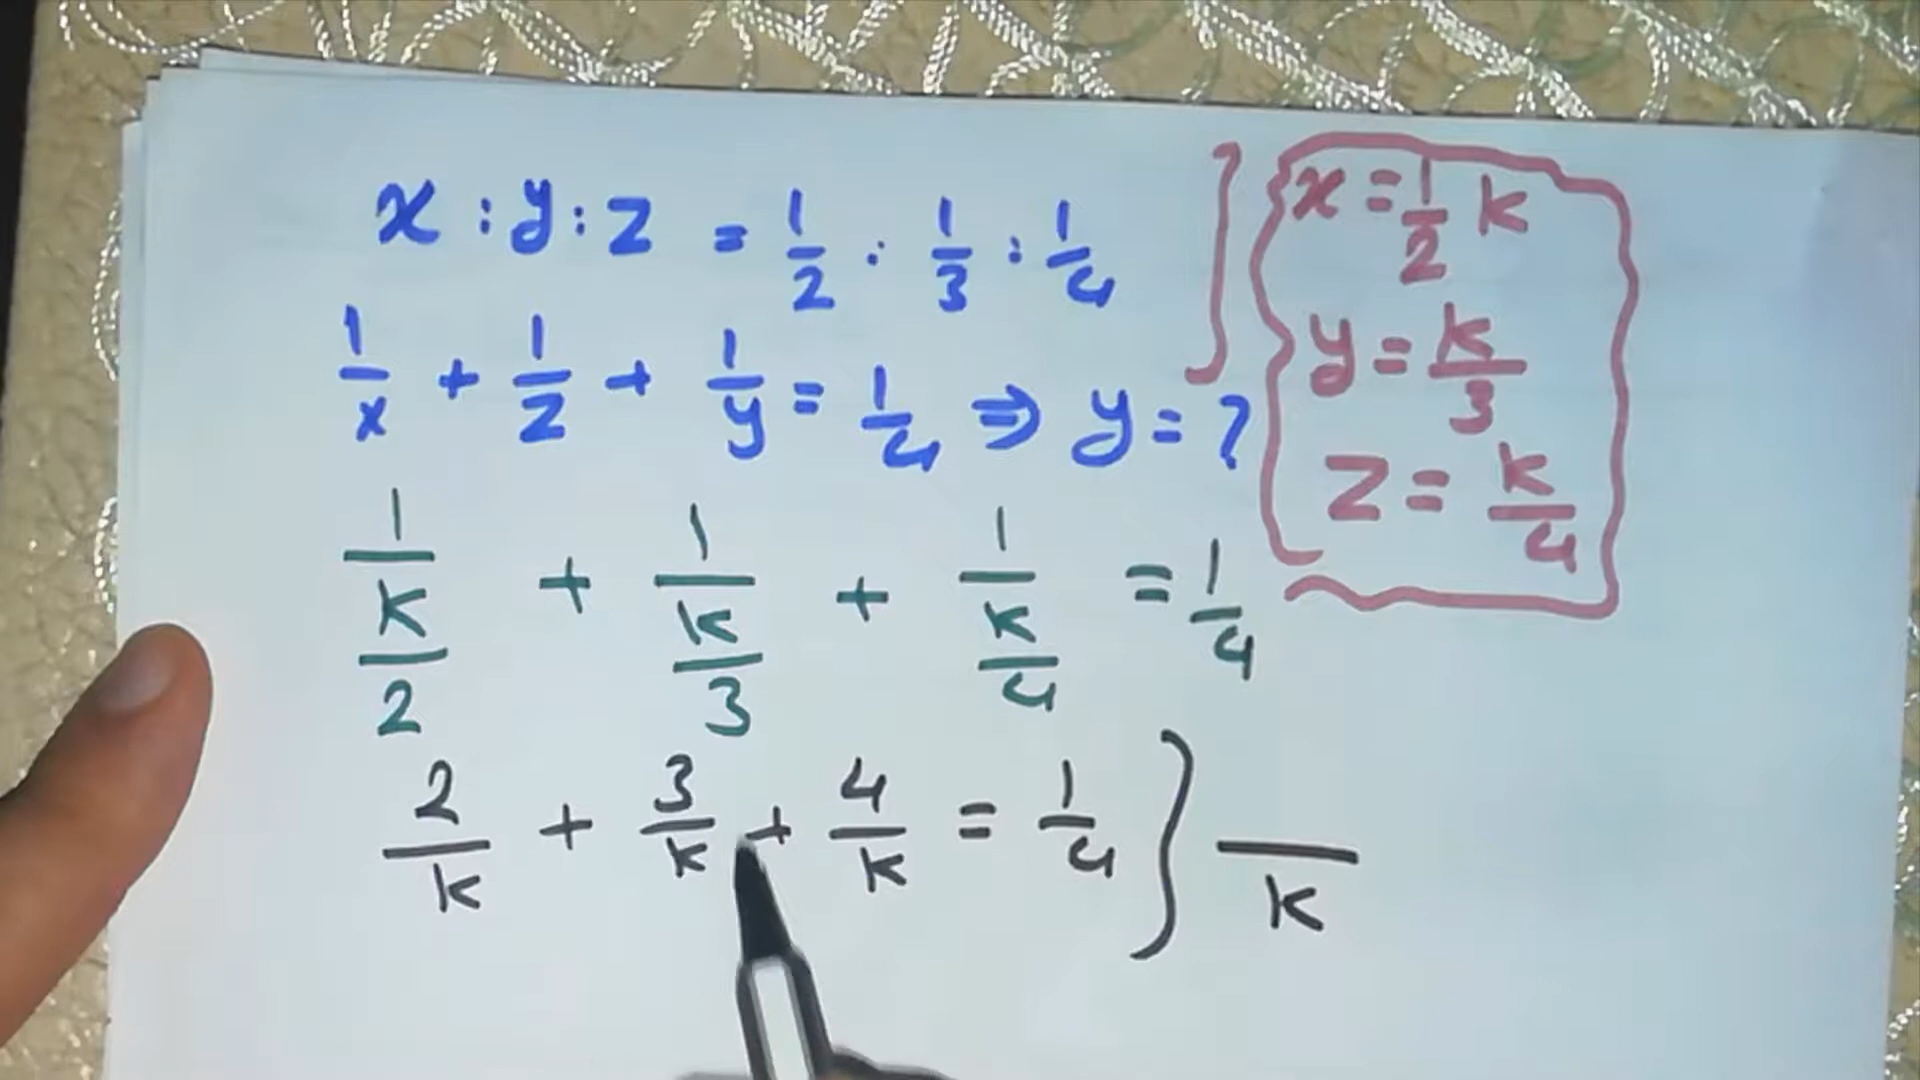 x : y : z = 1/2 : 1/3 : 1/4
1/x + 1/z + 1/y = 1/4 ⇒ y = ?
x = 1/2 k
y = k/3
z = k/4
1/(k/2) + 1/(k/3) + 1/(k/4) = 1/4
2/k + 3/k + 4/k = 1/4 } /k